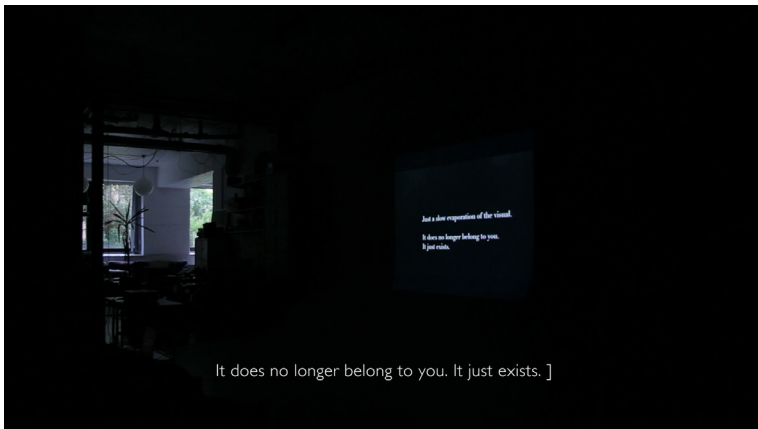 Just a slow evaporation of the visual.
It does no longer belong to you.
It just exists.
It does no longer belong to you. It just exists. ]